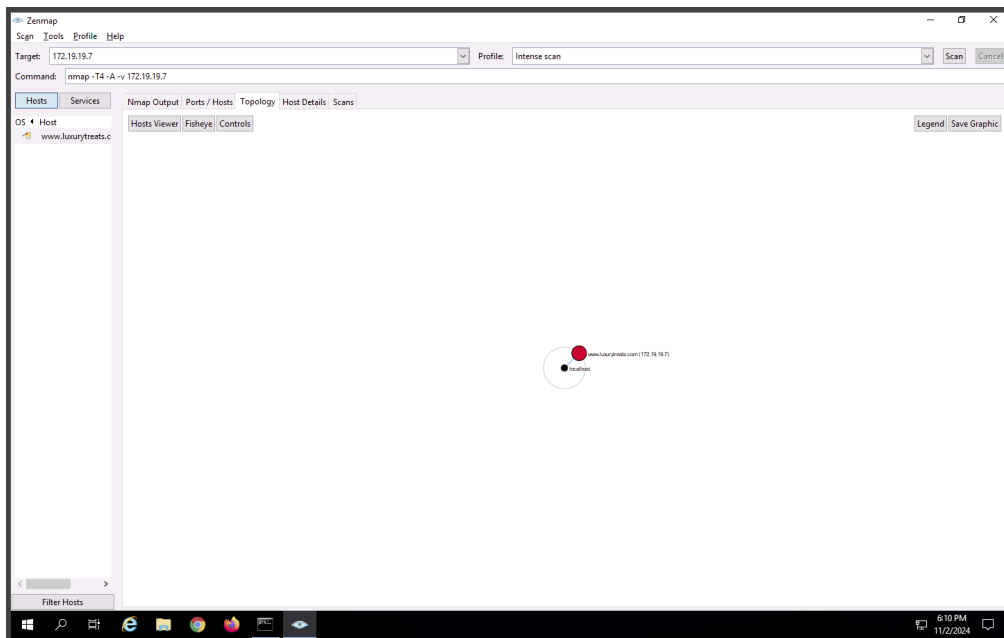 Zenmap
Scan Tools Profile Help
Target: 172.19.19.7 Profile: Intense scan Scan Cancel
Command: nmap -T4 -A -v 172.19.19.7
Hosts Services Nmap Output Ports / Hosts Topology Host Details Scans
OS Host Hosts Viewer Fisheye Controls Legend Save Graphic
www.luxurytreats.c
www.luxurytreats.com (172.19.19.7)
localhost
Filter Hosts
6:10 PM
11/2/2024